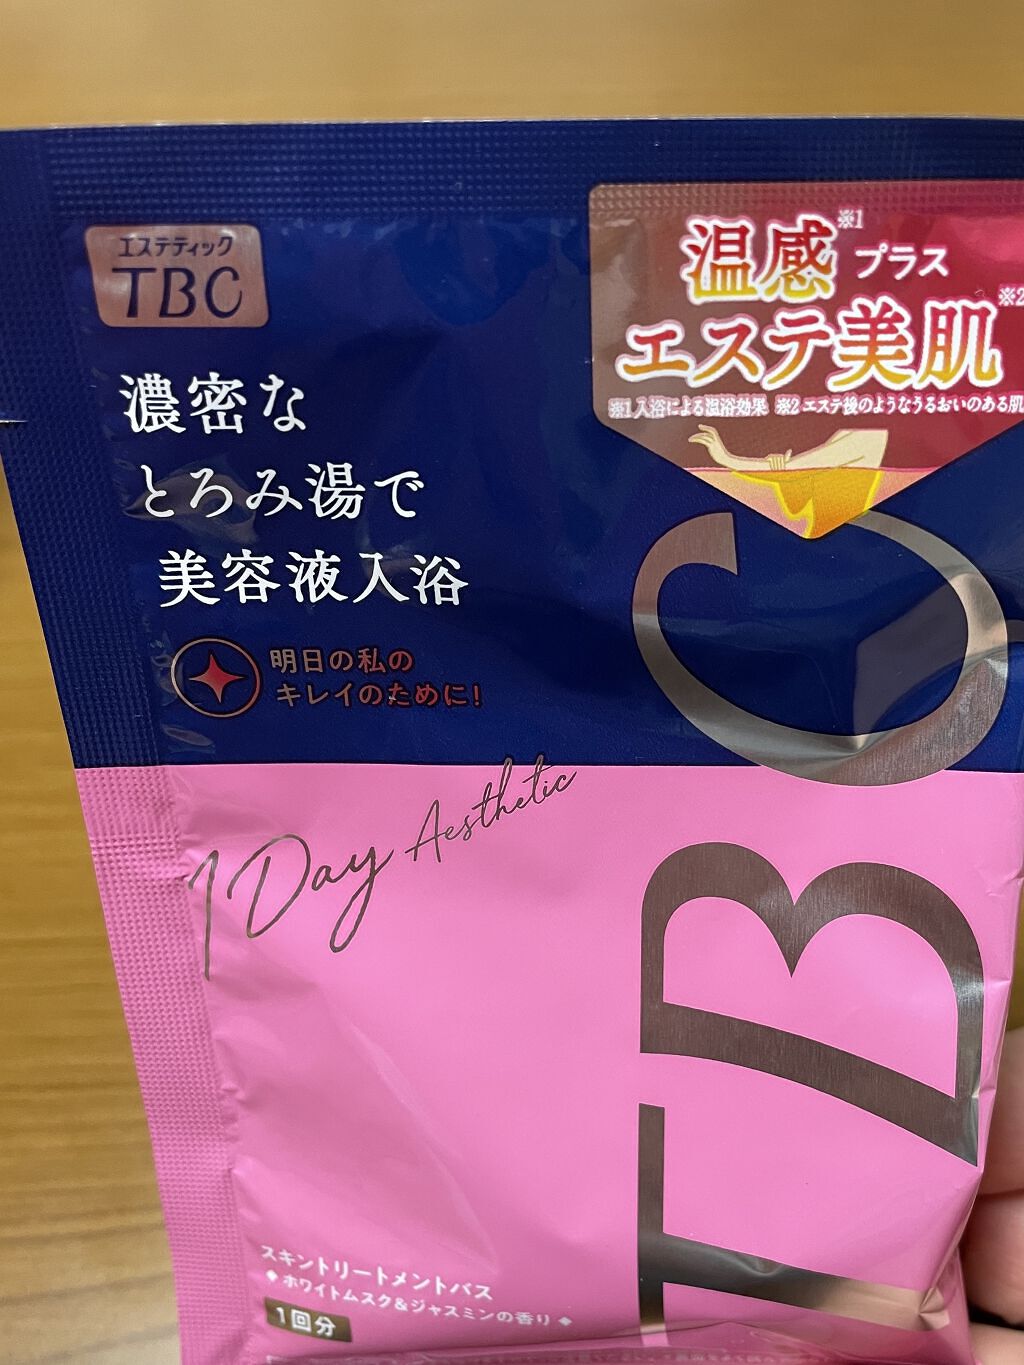 エステティック
TBC
温感※1 プラス
エステ美肌※2
※1入浴による温浴効果 ※2エステ後のようなうるおいのある肌
濃密な
とろみ湯で
美容液入浴
明日の私の
キレイのために!
1 Day Aesthetic
TBC
スキントリートメントバス
◆ホワイトムスク&ジャスミンの香り◆
1回分